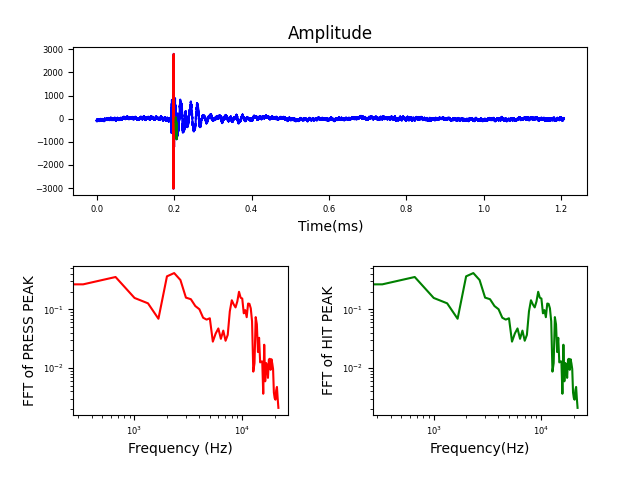 Amplitude
3000
2000
1000
0
−1000
−2000
−3000
0.0 0.2 0.4 0.6 0.8 1.0 1.2
Time(ms)
FFT of PRESS PEAK
10⁻¹
10⁻²
10³ 10⁴
Frequency (Hz)
FFT of HIT PEAK
10⁻¹
10⁻²
10³ 10⁴
Frequency(Hz)